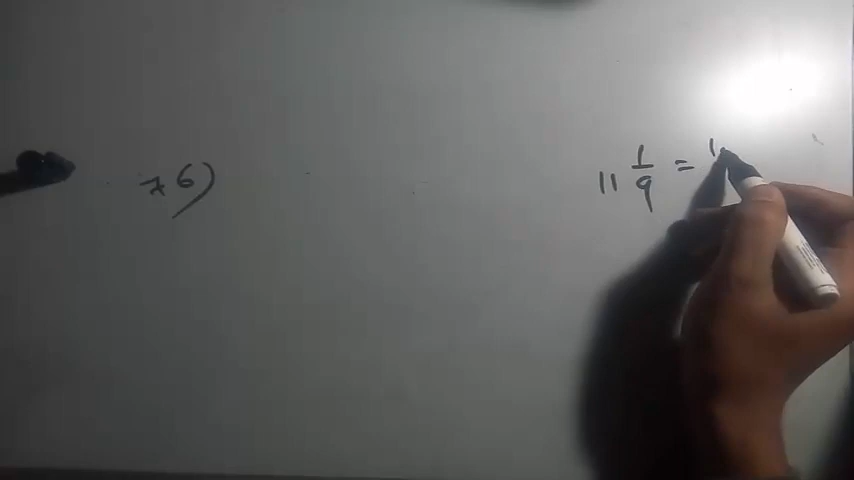 76)
11 1/9 = 1